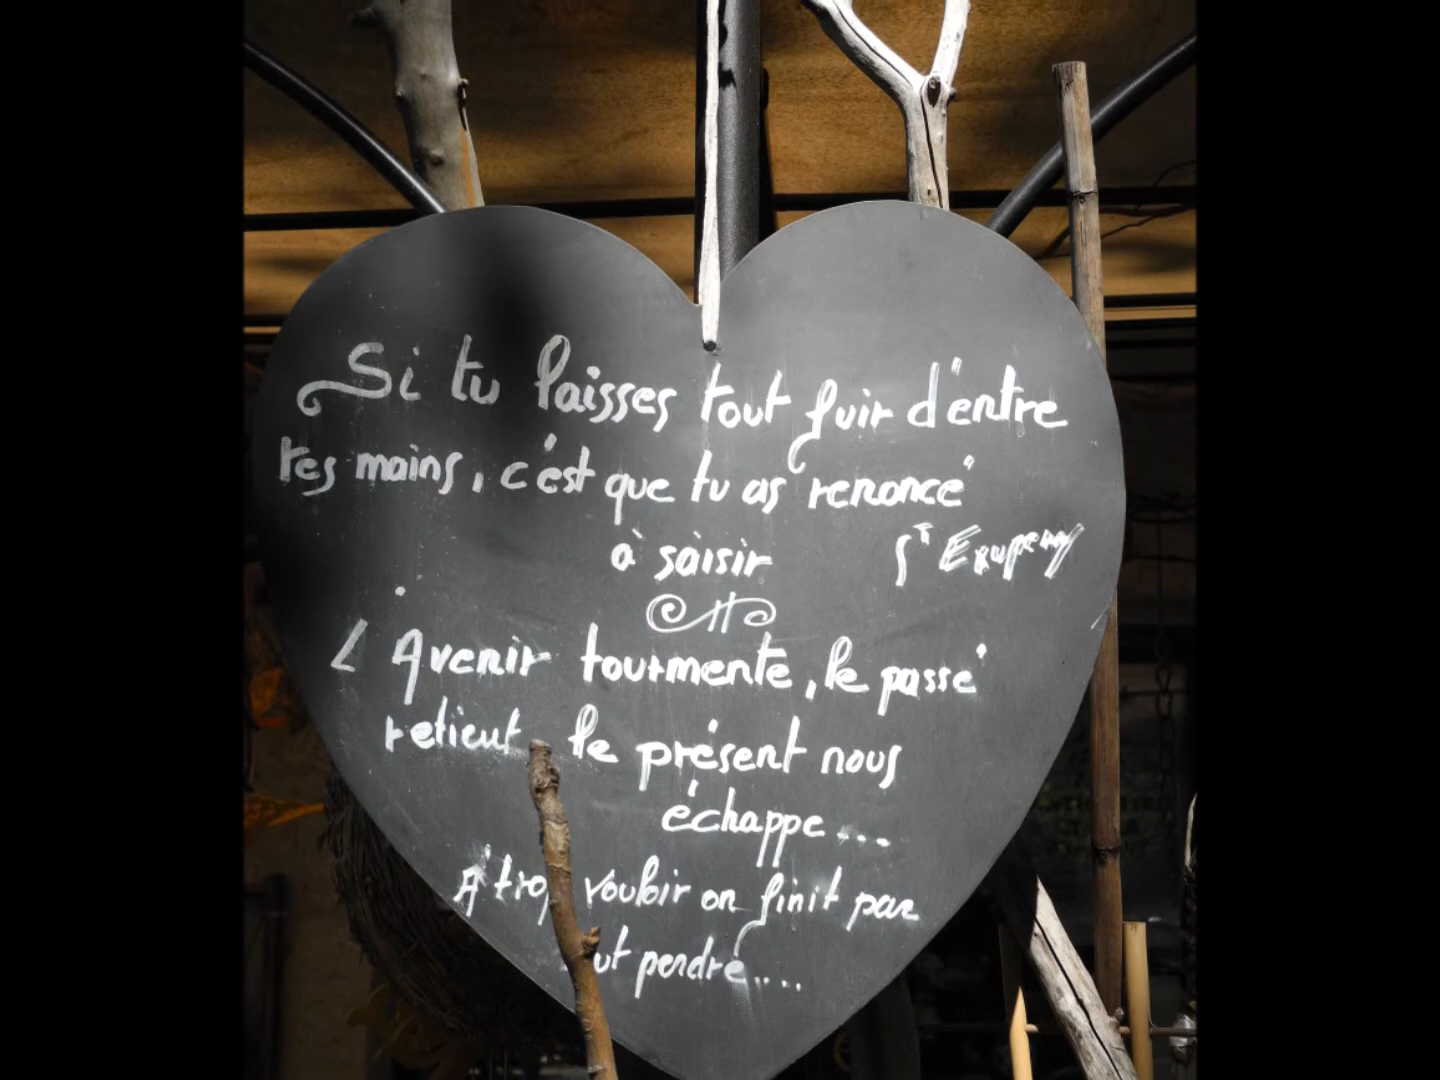 Si tu laisses tout fuir d'entre
tes mains, c'est que tu as renoncé
à saisir
St Exupery
L'Avenir tourmente, le passé
retient le présent nous
échappe...
A trop vouloir on finit par
perdre....